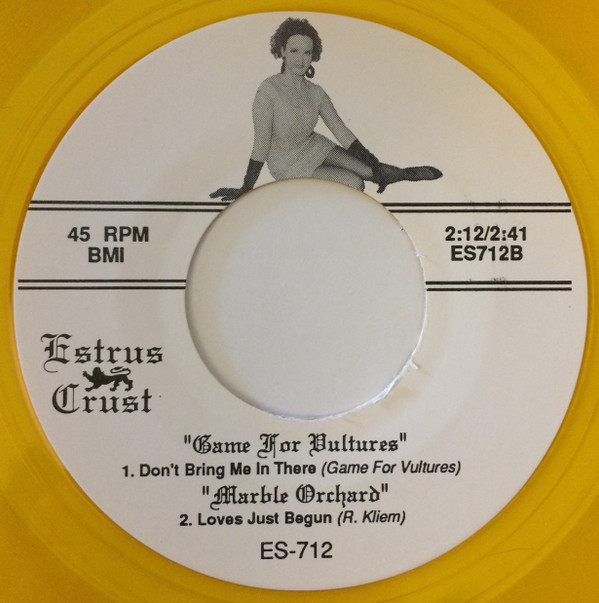 45 RPM
BMI
2:12/2:41
ES712B
Estrus
Crust
"Game For Vultures"
1. Don't Bring Me In There (Game For Vultures)
"Marble Orchard"
2. Loves Just Begun (R. Kliem)
ES-712